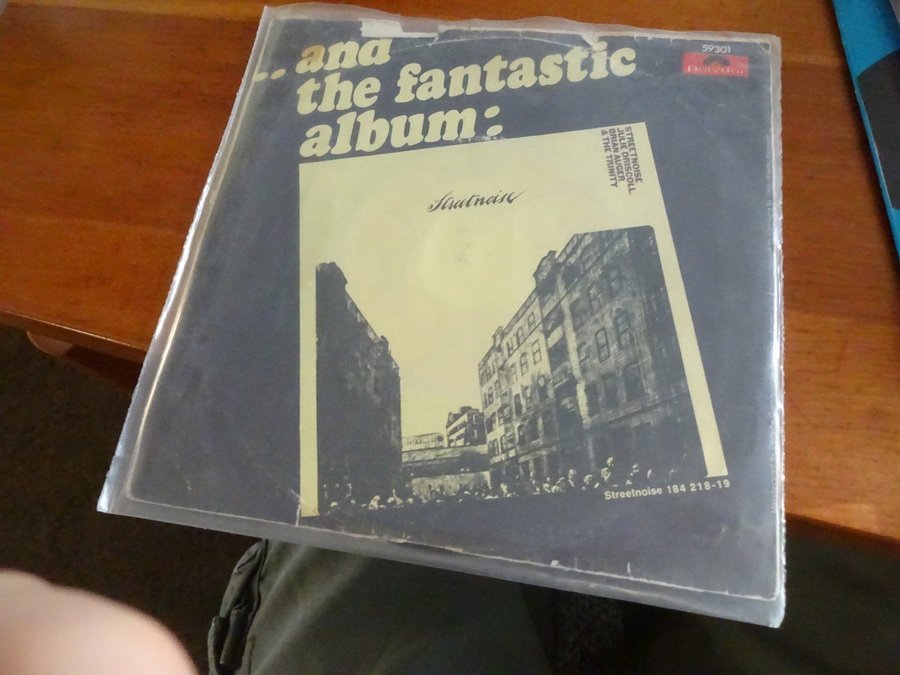 .. and
the fantastic
album:
59301
Polydor
STREETNOISE
JULIE DRISCOLL,
BRIAN AUGER
& THE TRINITY
Streetnoise
Streetnoise 184 218-19